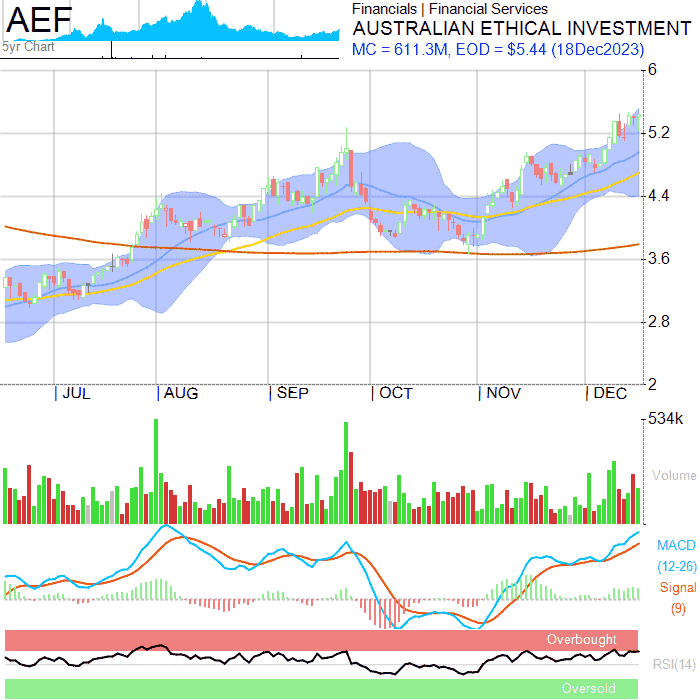 AEF
5yr Chart
Financials | Financial Services
AUSTRALIAN ETHICAL INVESTMENT
MC = 611.3M, EOD = $5.44 (18Dec2023)
6
5.2
4.4
3.6
2.8
2
JUL AUG SEP OCT NOV DEC
534k
Volume
MACD
(12-26)
Signal
(9)
Overbought
RSI(14)
Oversold